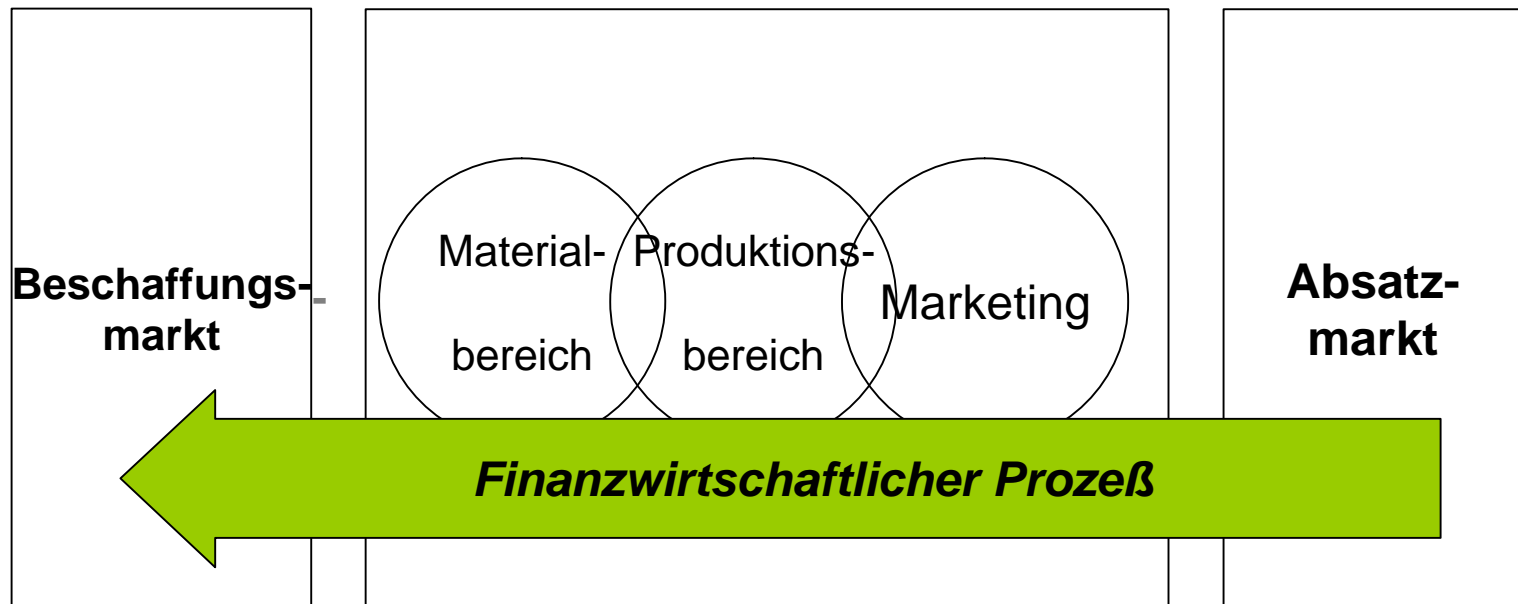 Beschaffungs-
markt
Material-
bereich
Produktions-
bereich
Marketing
Absatz-
markt
Finanzwirtschaftlicher Prozeß